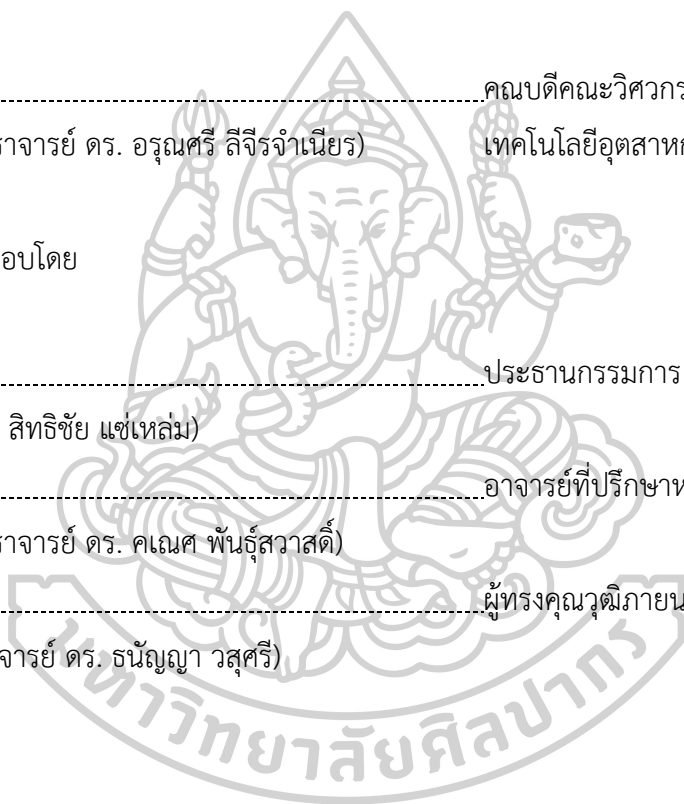 คณบดีคณะวิศวกร
าจารย์ ดร. อรุณศรี ลีจีรจำเนียร) เทคโนโลยีอุตสาห
อบโดย
ประธานกรรมการ
สิทธิชัย แซ่เหล่ม)
อาจารย์ที่ปรึกษาห
าจารย์ ดร. คเณศ พันธุ์สวาสดิ์)
ผู้ทรงคุณวุฒิภายน
จารย์ ดร. ธนัญญา วสุศรี)
มหาวิทยาลัยศิลปากร